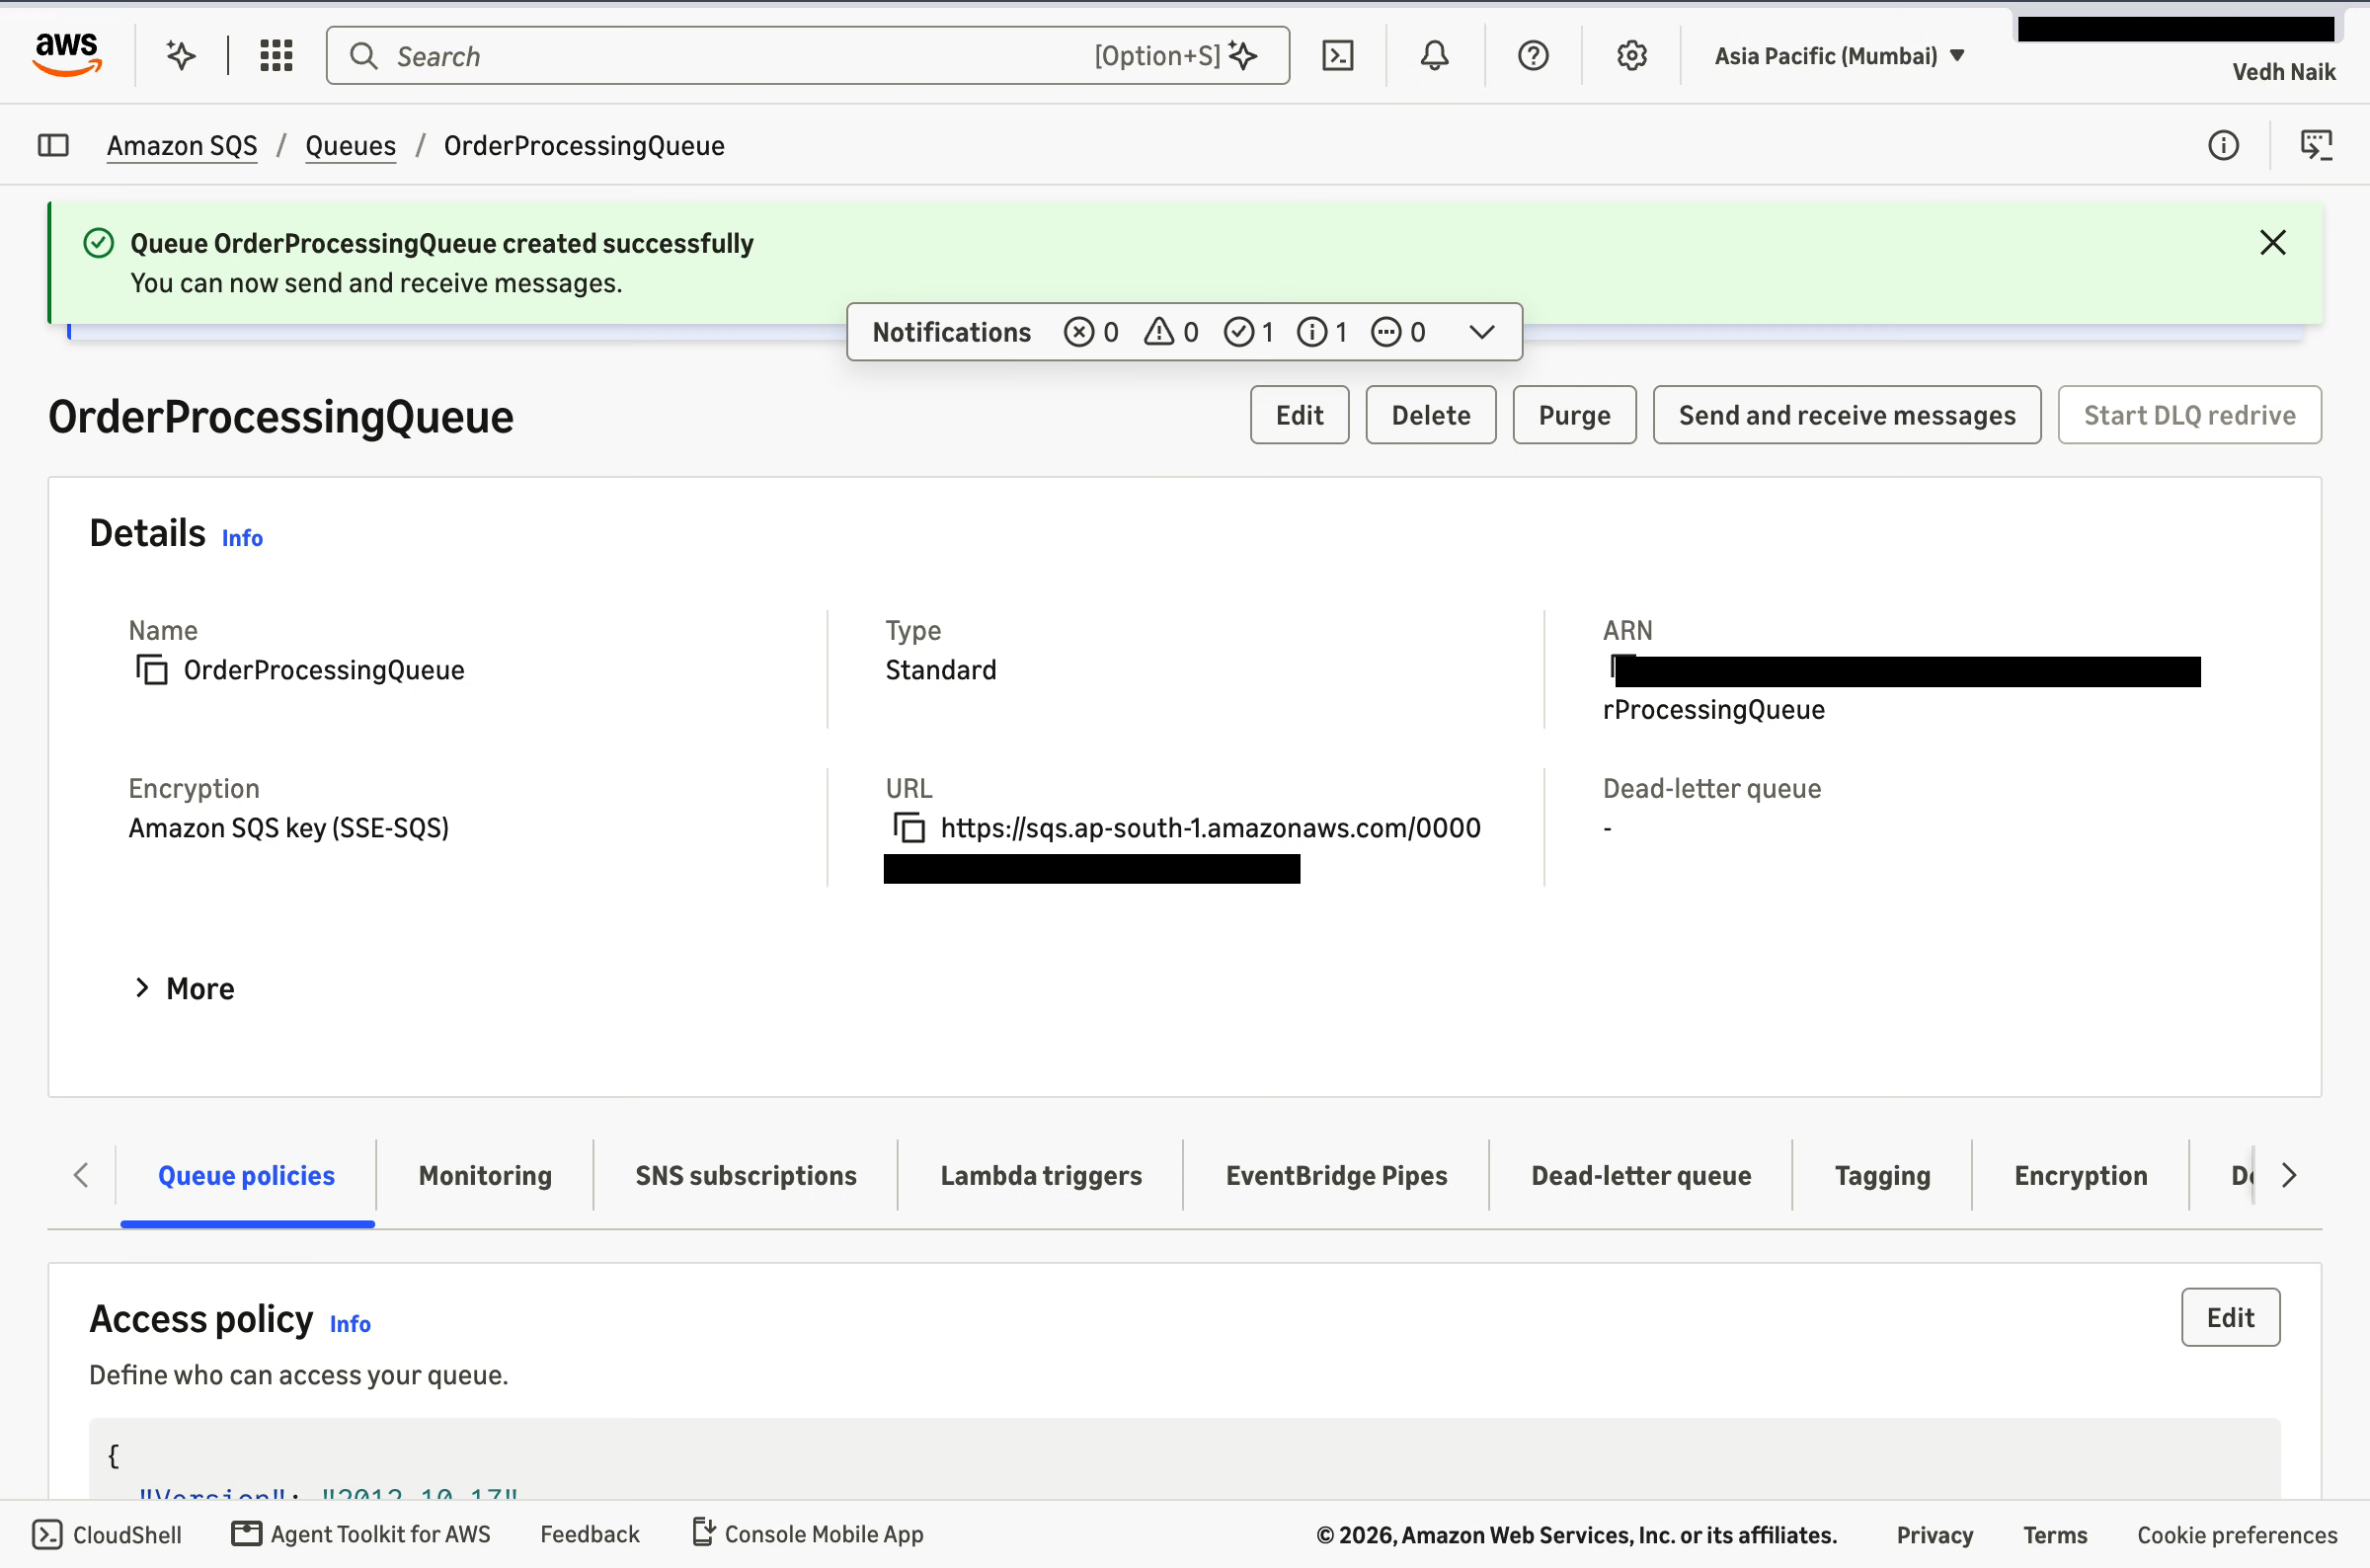 aws
Search [Option+S]
Asia Pacific (Mumbai)
Vedh Naik
Amazon SQS / Queues / OrderProcessingQueue
Queue OrderProcessingQueue created successfully
You can now send and receive messages.
Notifications 0 0 1 1 0
OrderProcessingQueue
Edit
Delete
Purge
Send and receive messages
Start DLQ redrive
Details Info
Name
OrderProcessingQueue
Type
Standard
ARN
rProcessingQueue
Encryption
Amazon SQS key (SSE-SQS)
URL
https://sqs.ap-south-1.amazonaws.com/0000
Dead-letter queue
-
More
Queue policies
Monitoring
SNS subscriptions
Lambda triggers
EventBridge Pipes
Dead-letter queue
Tagging
Encryption
Access policy Info
Edit
Define who can access your queue.
{
"Version": "2012-10-17"
CloudShell
Agent Toolkit for AWS
Feedback
Console Mobile App
© 2026, Amazon Web Services, Inc. or its affiliates.
Privacy
Terms
Cookie preferences